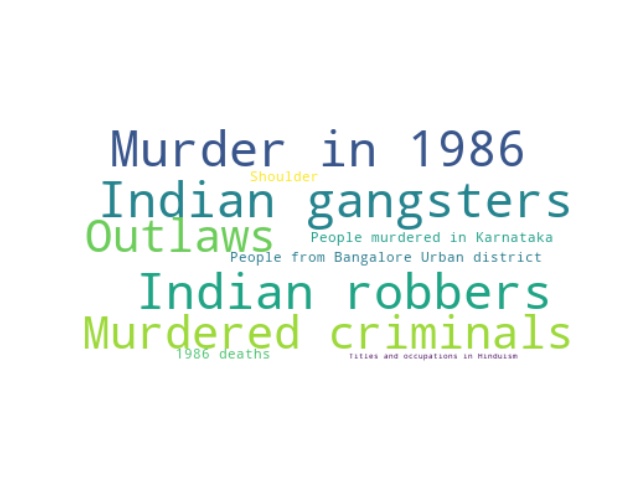 Murder in 1986
Shoulder
Indian gangsters
Outlaws
People murdered in Karnataka
People from Bangalore Urban district
Indian robbers
Murdered criminals
1986 deaths
Titles and occupations in Hinduism